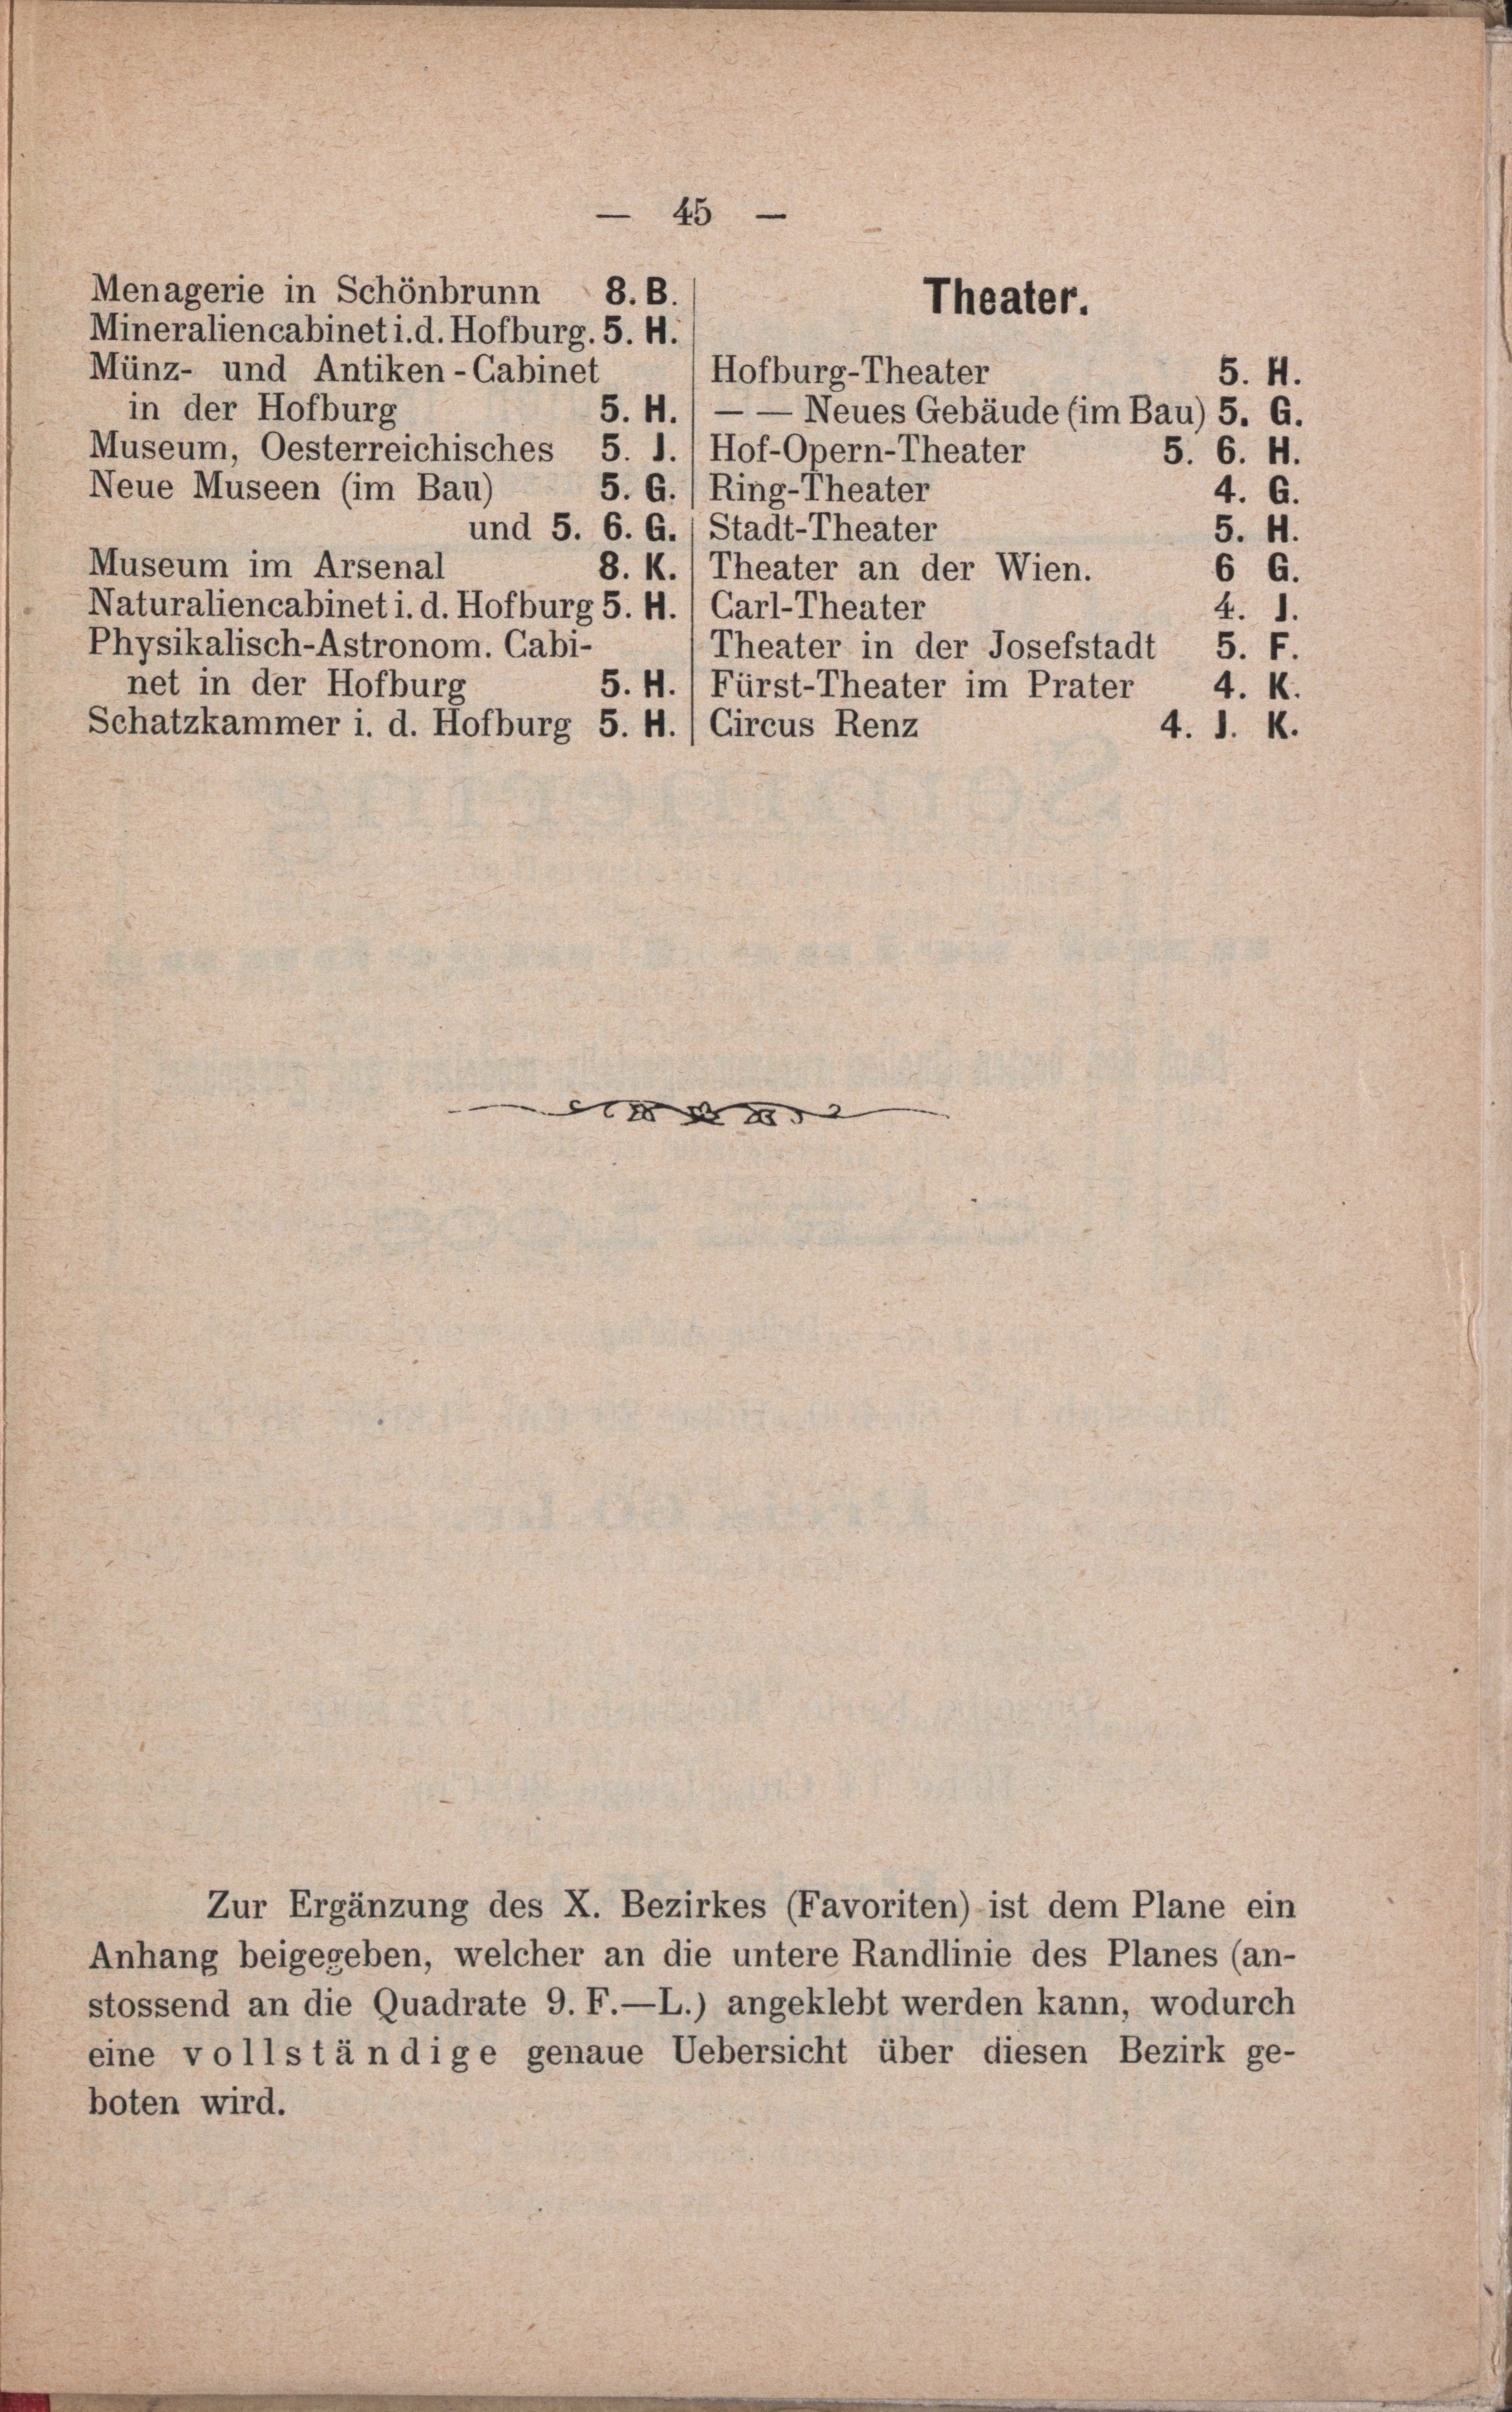 — 45 —
Menagerie in Schönbrunn 8. B.
Mineraliencabinet i. d. Hofburg. 5. H.
Münz- und Antiken-Cabinet
in der Hofburg 5. H.
Museum, Oesterreichisches 5. J.
Neue Museen (im Bau) 5. G.
und 5. 6. G.
Museum im Arsenal 8. K.
Naturaliencabinet i. d. Hofburg 5. H.
Physikalisch-Astronom. Cabi-
net in der Hofburg 5. H.
Schatzkammer i. d. Hofburg 5. H.
Theater.
Hofburg-Theater 5. H.
— — Neues Gebäude (im Bau) 5. G.
Hof-Opern-Theater 5. 6. H.
Ring-Theater 4. G.
Stadt-Theater 5. H.
Theater an der Wien. 6 G.
Carl-Theater 4. J.
Theater in der Josefstadt 5. F.
Fürst-Theater im Prater 4. K.
Circus Renz 4. J. K.
Zur Ergänzung des X. Bezirkes (Favoriten) ist dem Plane ein
Anhang beigegeben, welcher an die untere Randlinie des Planes (an-
stossend an die Quadrate 9. F.—L.) angeklebt werden kann, wodurch
eine vollständige genaue Uebersicht über diesen Bezirk ge-
boten wird.